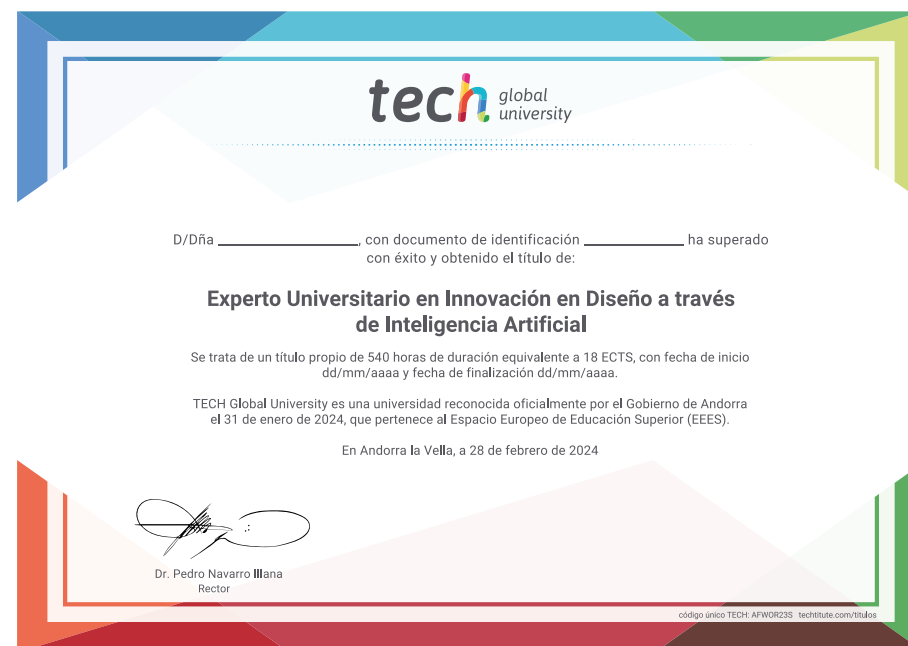 tech global university
D/Dña ____________________, con documento de identificación ______________ ha superado
con éxito y obtenido el título de:
Experto Universitario en Innovación en Diseño a través
de Inteligencia Artificial
Se trata de un título propio de 540 horas de duración equivalente a 18 ECTS, con fecha de inicio
dd/mm/aaaa y fecha de finalización dd/mm/aaaa.
TECH Global University es una universidad reconocida oficialmente por el Gobierno de Andorra
el 31 de enero de 2024, que pertenece al Espacio Europeo de Educación Superior (EEES).
En Andorra la Vella, a 28 de febrero de 2024
Dr. Pedro Navarro Illana
Rector
código único TECH: AFWOR23S techtitute.com/titulos